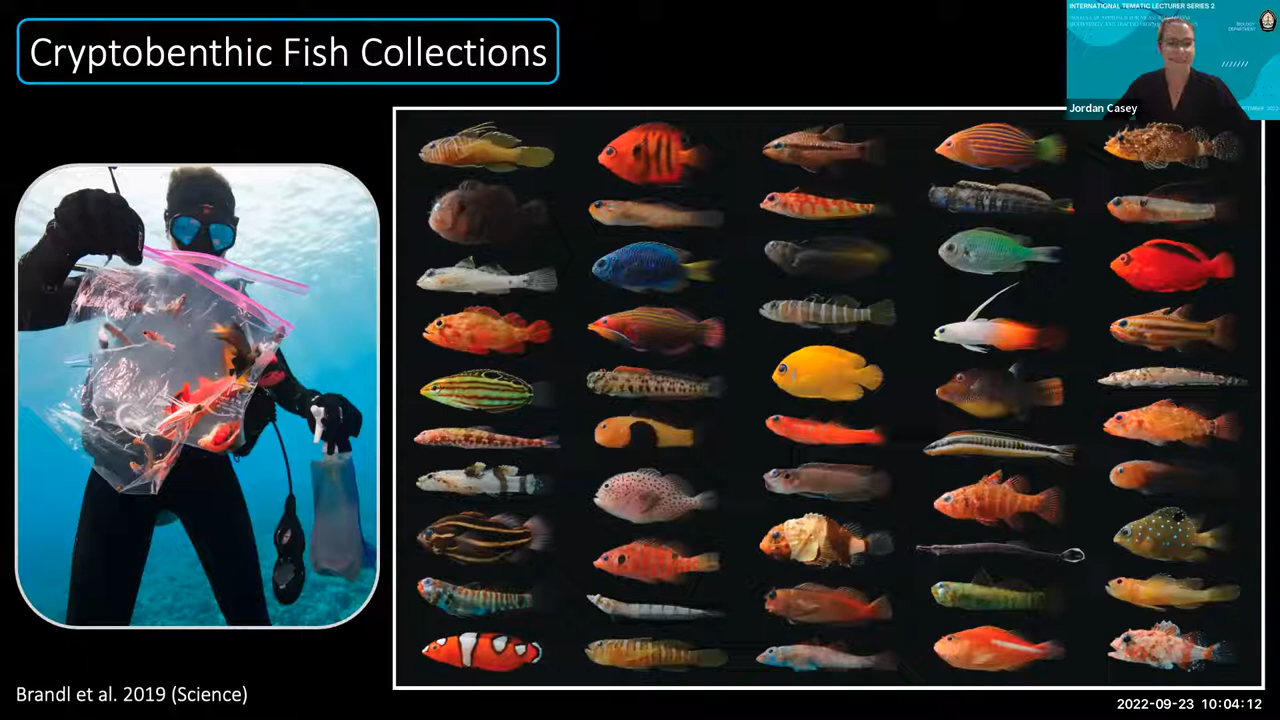 Cryptobenthic Fish Collections
INTERNATIONAL TEMATIC LECTURER SERIES 2
BIOLOGY
DEPARTMENT
Jordan Casey
Brandl et al. 2019 (Science)
2022-09-23 10:04:12